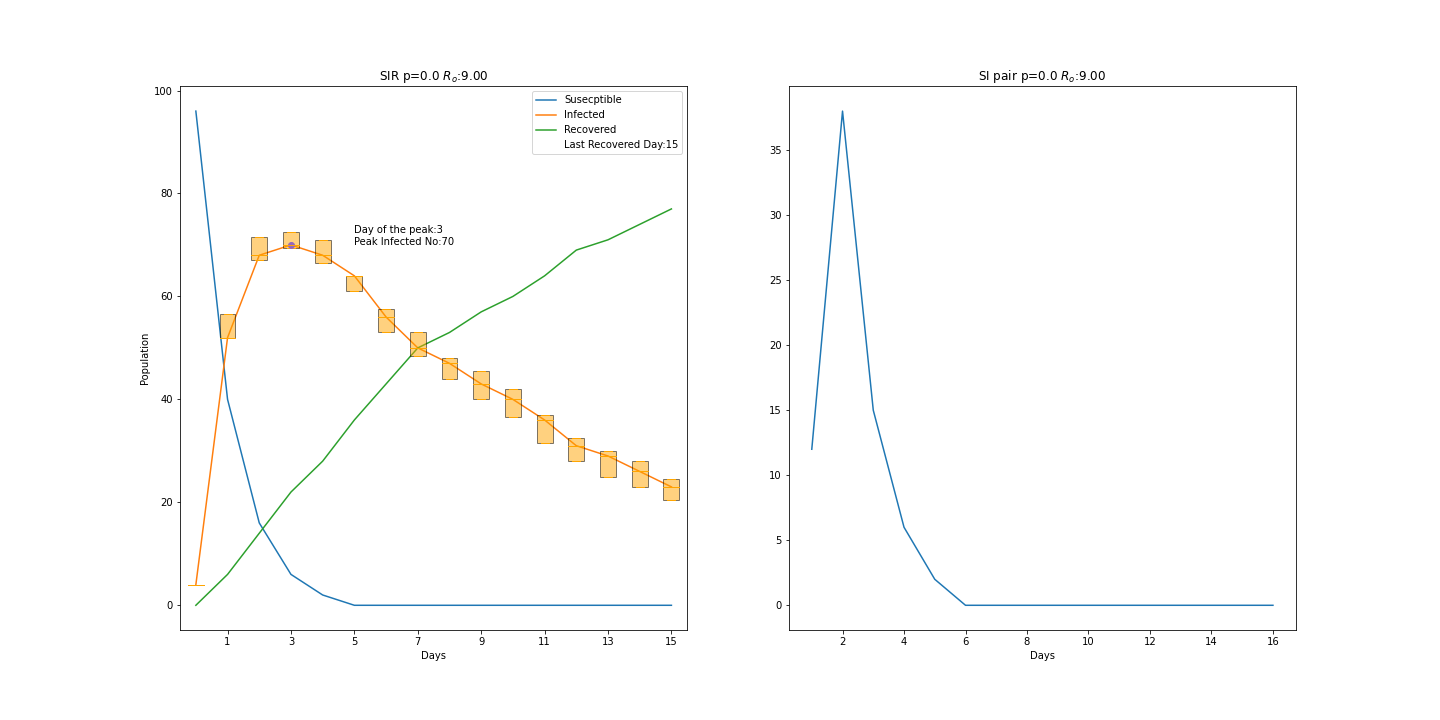 SIR p=0.0 Rₒ:9.00
100
80
60
40
20
0
Population
Susecptible
Infected
Recovered
Last Recovered Day:15
Day of the peak:3
Peak Infected No:70
1 3 5 7 9 11 13 15
Days
SI pair p=0.0 Rₒ:9.00
35
30
25
20
15
10
5
0
2 4 6 8 10 12 14 16
Days